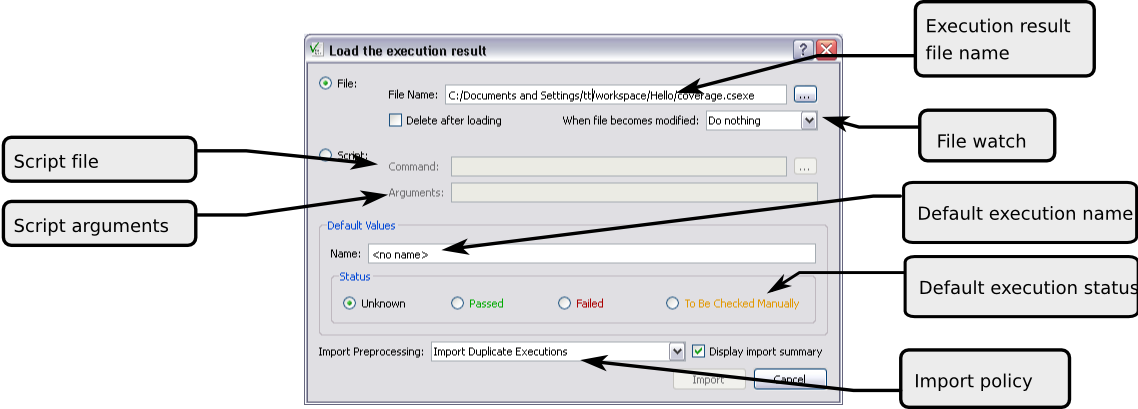 Execution result
file name
Load the execution result
?
File:
File Name: C:/Documents and Settings/tt/workspace/Hello/coverage.csexe ...
Delete after loading When file becomes modified: Do nothing
File watch
Script file
Script:
Command: ...
Arguments:
Script arguments
Default execution name
Default Values
Name: <no name>
Status
Unknown Passed Failed To Be Checked Manually
Default execution status
Import Preprocessing: Import Duplicate Executions Display import summary
Import Cancel
Import policy